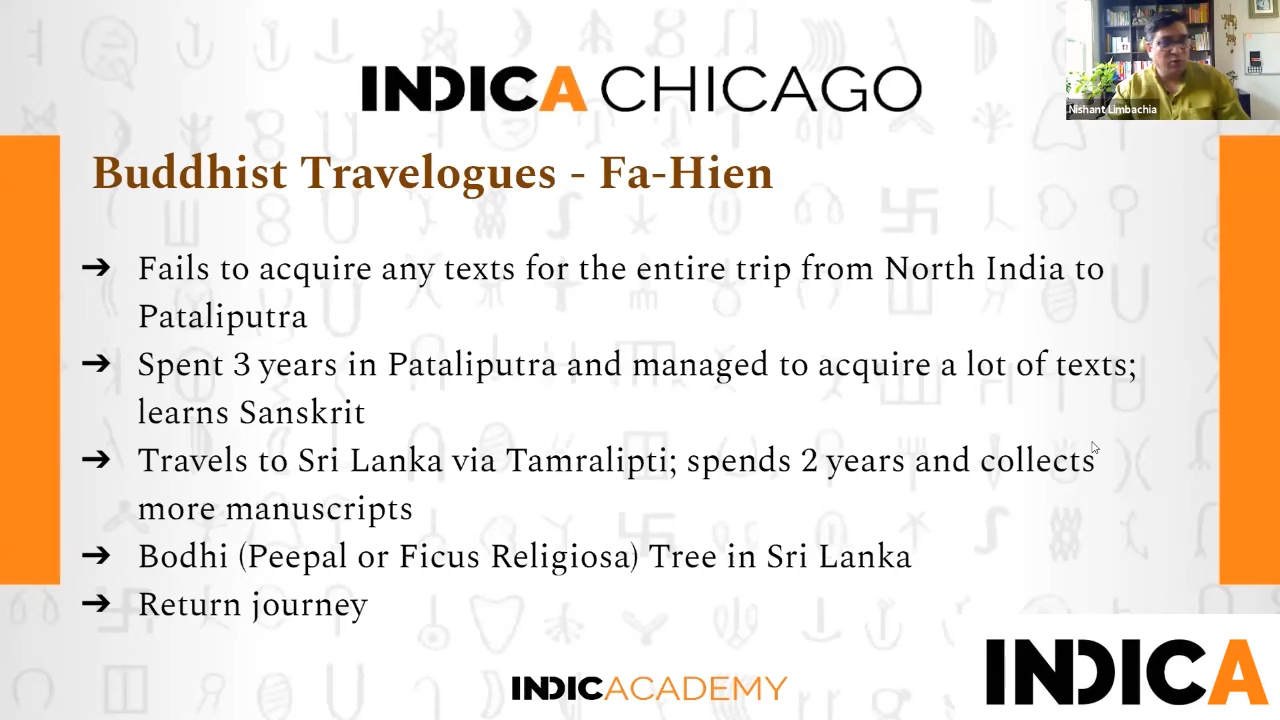 INDICA CHICAGO
Nishant Limbachia
Buddhist Travelogues - Fa-Hien
➔ Fails to acquire any texts for the entire trip from North India to
Pataliputra
➔ Spent 3 years in Pataliputra and managed to acquire a lot of texts;
learns Sanskrit
➔ Travels to Sri Lanka via Tamralipti; spends 2 years and collects
more manuscripts
➔ Bodhi (Peepal or Ficus Religiosa) Tree in Sri Lanka
➔ Return journey
INDICACADEMY
INDICA